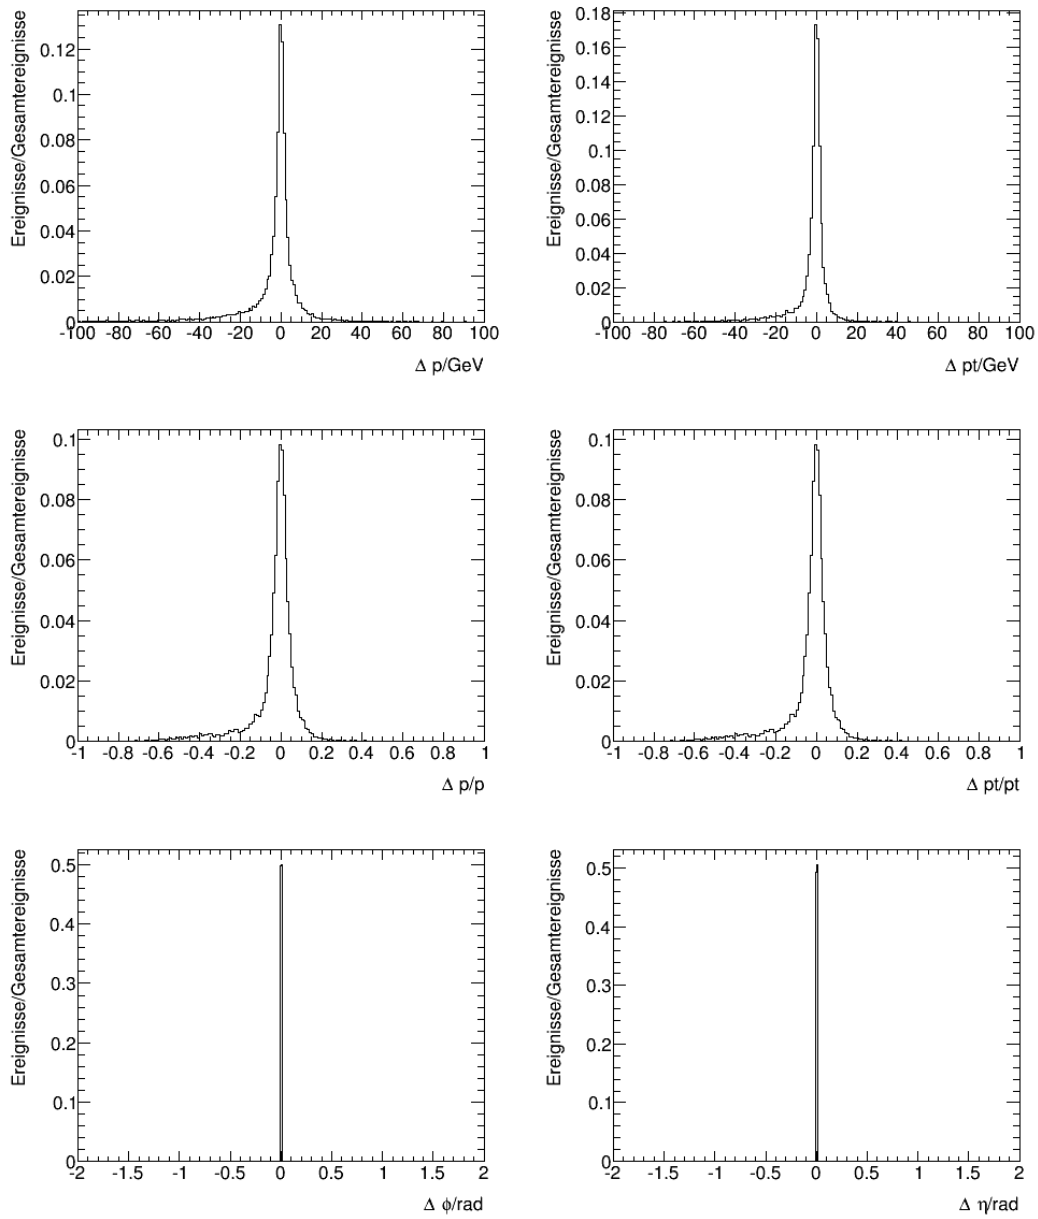 Ereignisse/Gesamtereignisse
0.12
0.1
0.08
0.06
0.04
0.02
0
-100 -80 -60 -40 -20 0 20 40 60 80 100
Δ p/GeV
Ereignisse/Gesamtereignisse
0.18
0.16
0.14
0.12
0.1
0.08
0.06
0.04
0.02
0
-100 -80 -60 -40 -20 0 20 40 60 80 100
Δ pt/GeV
Ereignisse/Gesamtereignisse
0.1
0.08
0.06
0.04
0.02
0
-1 -0.8 -0.6 -0.4 -0.2 0 0.2 0.4 0.6 0.8 1
Δ p/p
Ereignisse/Gesamtereignisse
0.1
0.08
0.06
0.04
0.02
0
-1 -0.8 -0.6 -0.4 -0.2 0 0.2 0.4 0.6 0.8 1
Δ pt/pt
Ereignisse/Gesamtereignisse
0.5
0.4
0.3
0.2
0.1
0
-2 -1.5 -1 -0.5 0 0.5 1 1.5 2
Δ ϕ/rad
Ereignisse/Gesamtereignisse
0.5
0.4
0.3
0.2
0.1
0
-2 -1.5 -1 -0.5 0 0.5 1 1.5 2
Δ η/rad